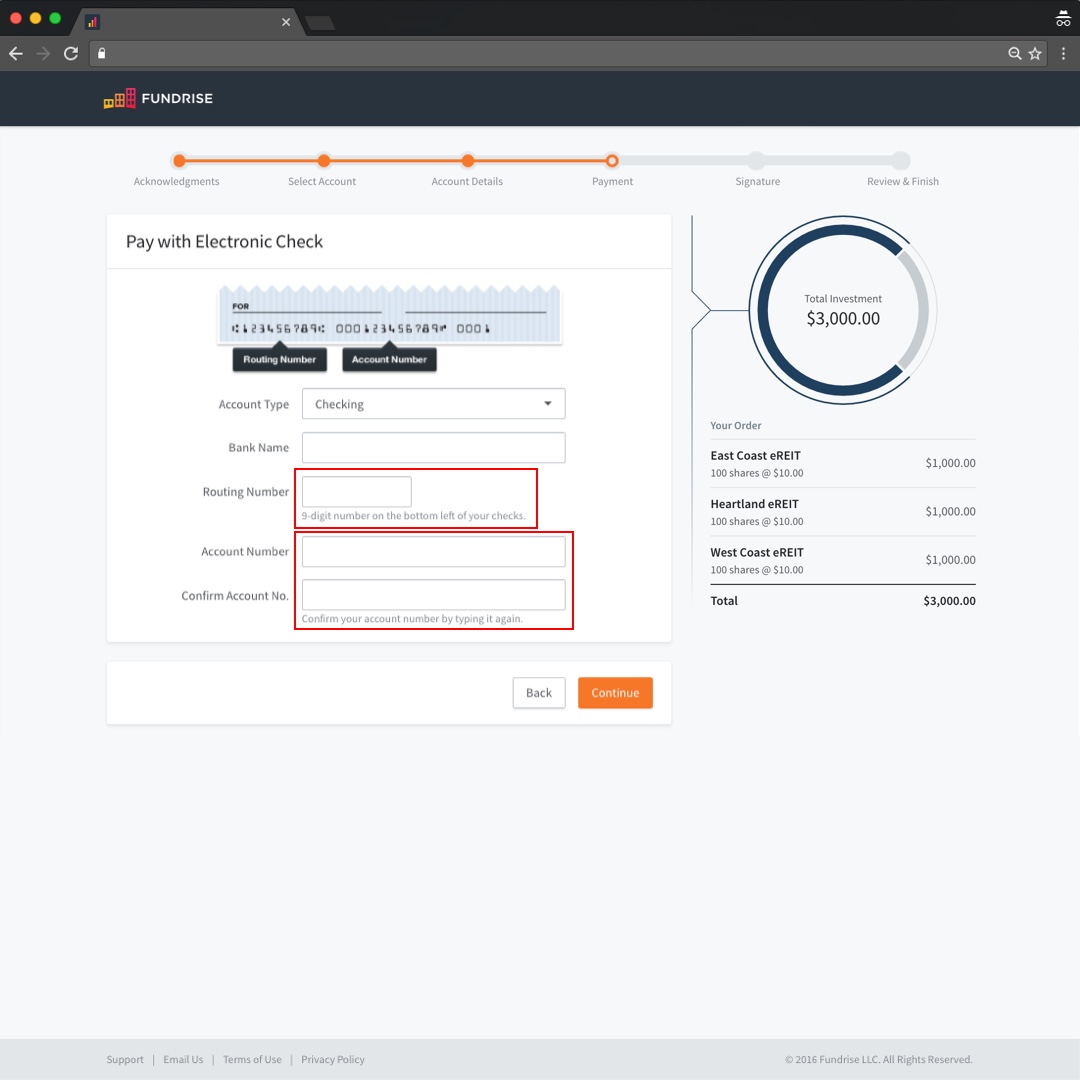 FUNDRISE
Acknowledgments
Select Account
Account Details
Payment
Signature
Review & Finish
Pay with Electronic Check
FOR
⑆123456789⑆ 000123456789⑈ 0001
Routing Number
Account Number
Account Type
Checking
Bank Name
Routing Number
9-digit number on the bottom left of your checks.
Account Number
Confirm Account No.
Confirm your account number by typing it again.
Back
Continue
Total Investment
$3,000.00
Your Order
East Coast eREIT
100 shares @ $10.00
$1,000.00
Heartland eREIT
100 shares @ $10.00
$1,000.00
West Coast eREIT
100 shares @ $10.00
$1,000.00
Total
$3,000.00
Support | Email Us | Terms of Use | Privacy Policy
© 2016 Fundrise LLC. All Rights Reserved.